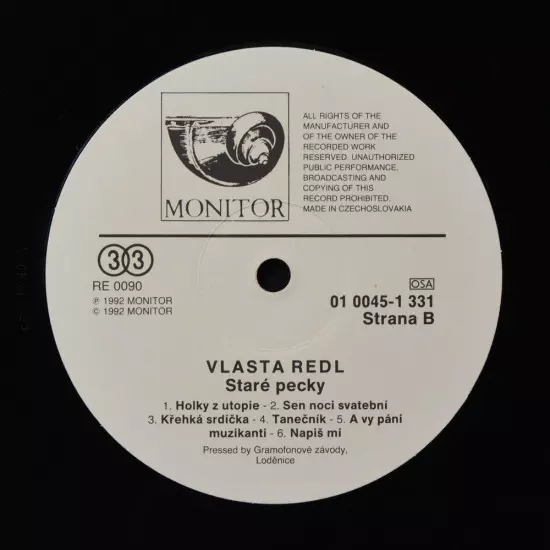 ALL RIGHTS OF THE
MANUFACTURER AND
OF THE OWNER OF THE
RECORDED WORK
RESERVED. UNAUTHORIZED
PUBLIC PERFORMANCE,
BROADCASTING AND
COPYING OF THIS
RECORD PROHIBITED.
MADE IN CZECHOSLOVAKIA
MONITOR
33
RE 0090
℗ 1992 MONITOR
© 1992 MONITOR
OSA
01 0045-1 331
Strana B
VLASTA REDL
Staré pecky
1. Holky z utopie - 2. Sen noci svatební
3. Křehká srdíčka - 4. Tanečník - 5. A vy páni
muzikanti - 6. Napiš mi
Pressed by Gramofonové závody,
Loděnice